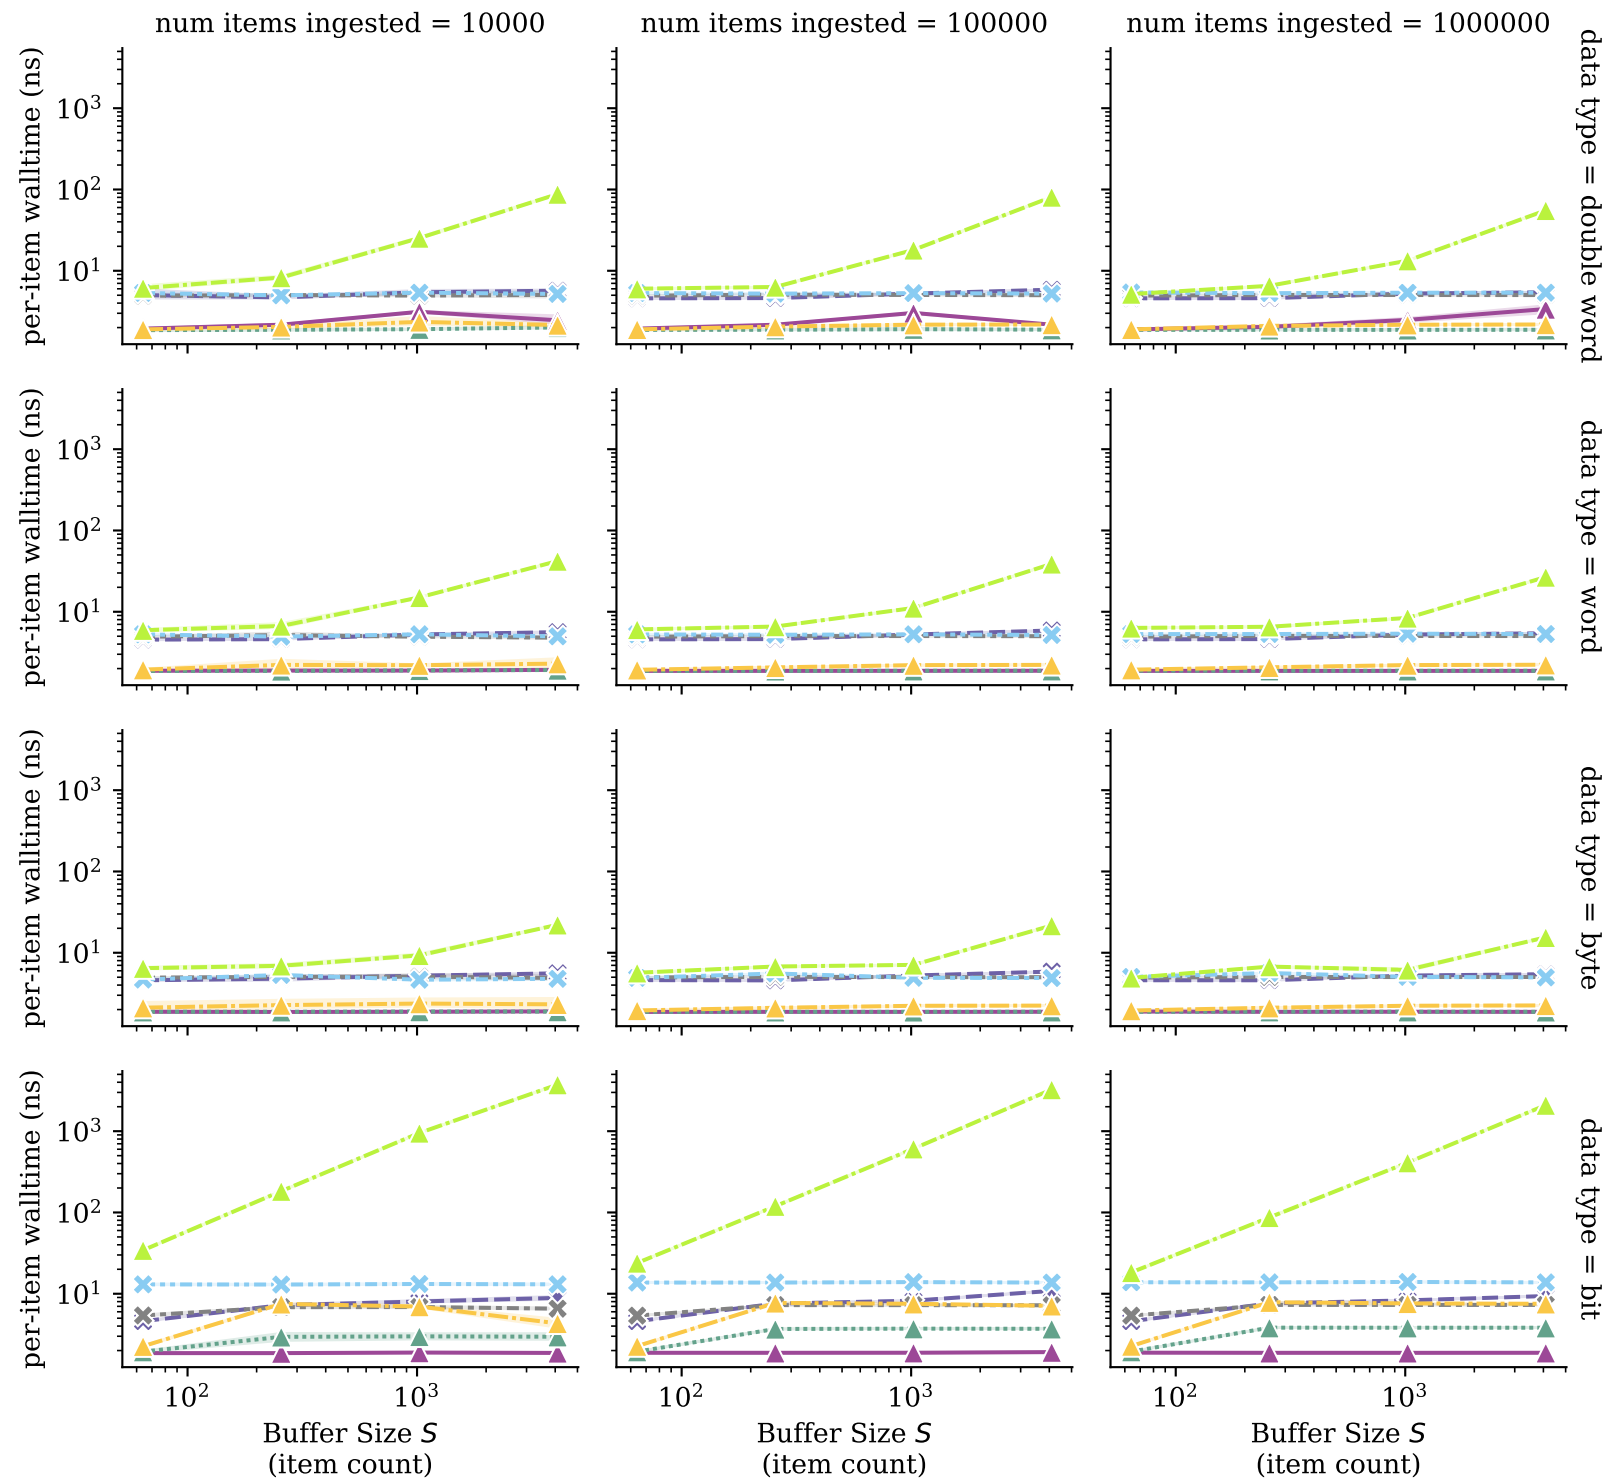 num items ingested = 10000
num items ingested = 100000
num items ingested = 1000000
per-item walltime (ns)
10³
10²
10¹
data type = double word
per-item walltime (ns)
10³
10²
10¹
data type = word
per-item walltime (ns)
10³
10²
10¹
data type = byte
per-item walltime (ns)
10³
10²
10¹
data type = bit
10² 10³
10² 10³
10² 10³
Buffer Size S
(item count)
Buffer Size S
(item count)
Buffer Size S
(item count)